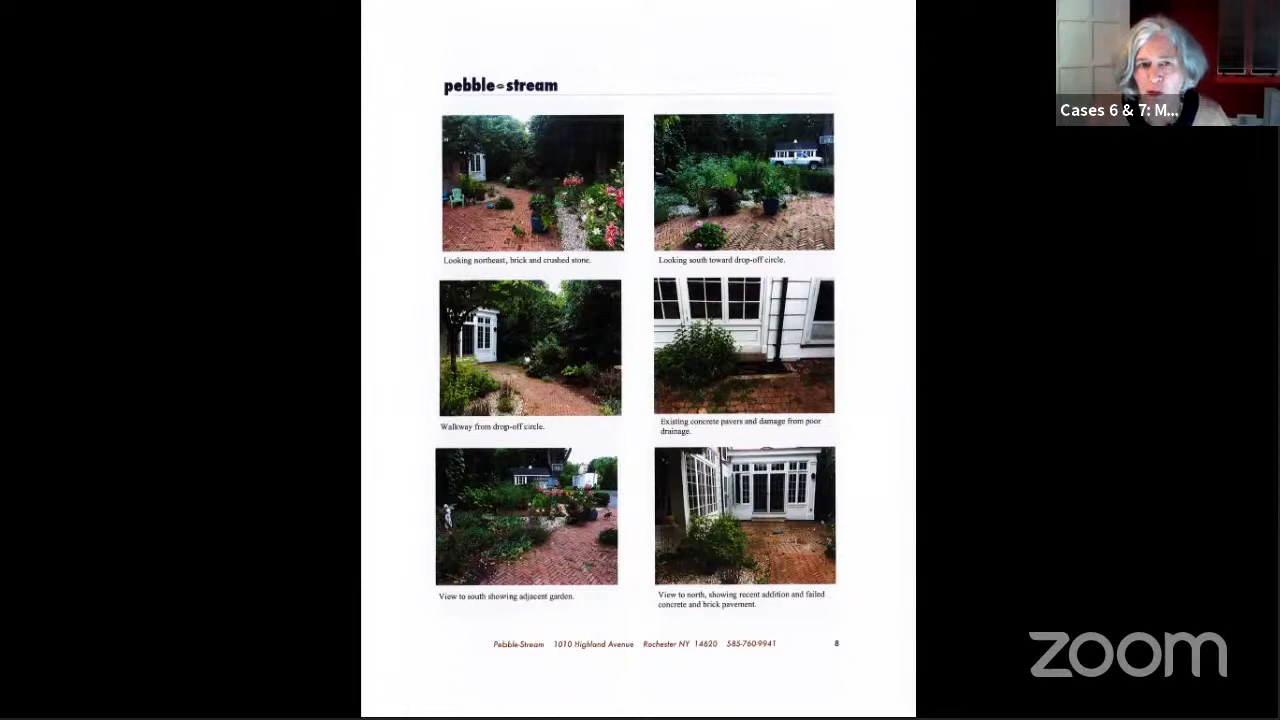 pebble stream
Cases 6 & 7: M...
Looking northeast, brick and crushed stone.
Looking south toward drop-off circle.
Walkway from drop-off circle.
Existing concrete pavers and damage from poor
drainage.
View to south showing adjacent garden.
View to north, showing recent addition and failed
concrete and brick pavement.
Pebble-Stream 1010 Highland Avenue Rochester NY 14620 585-760-9941 8
zoom